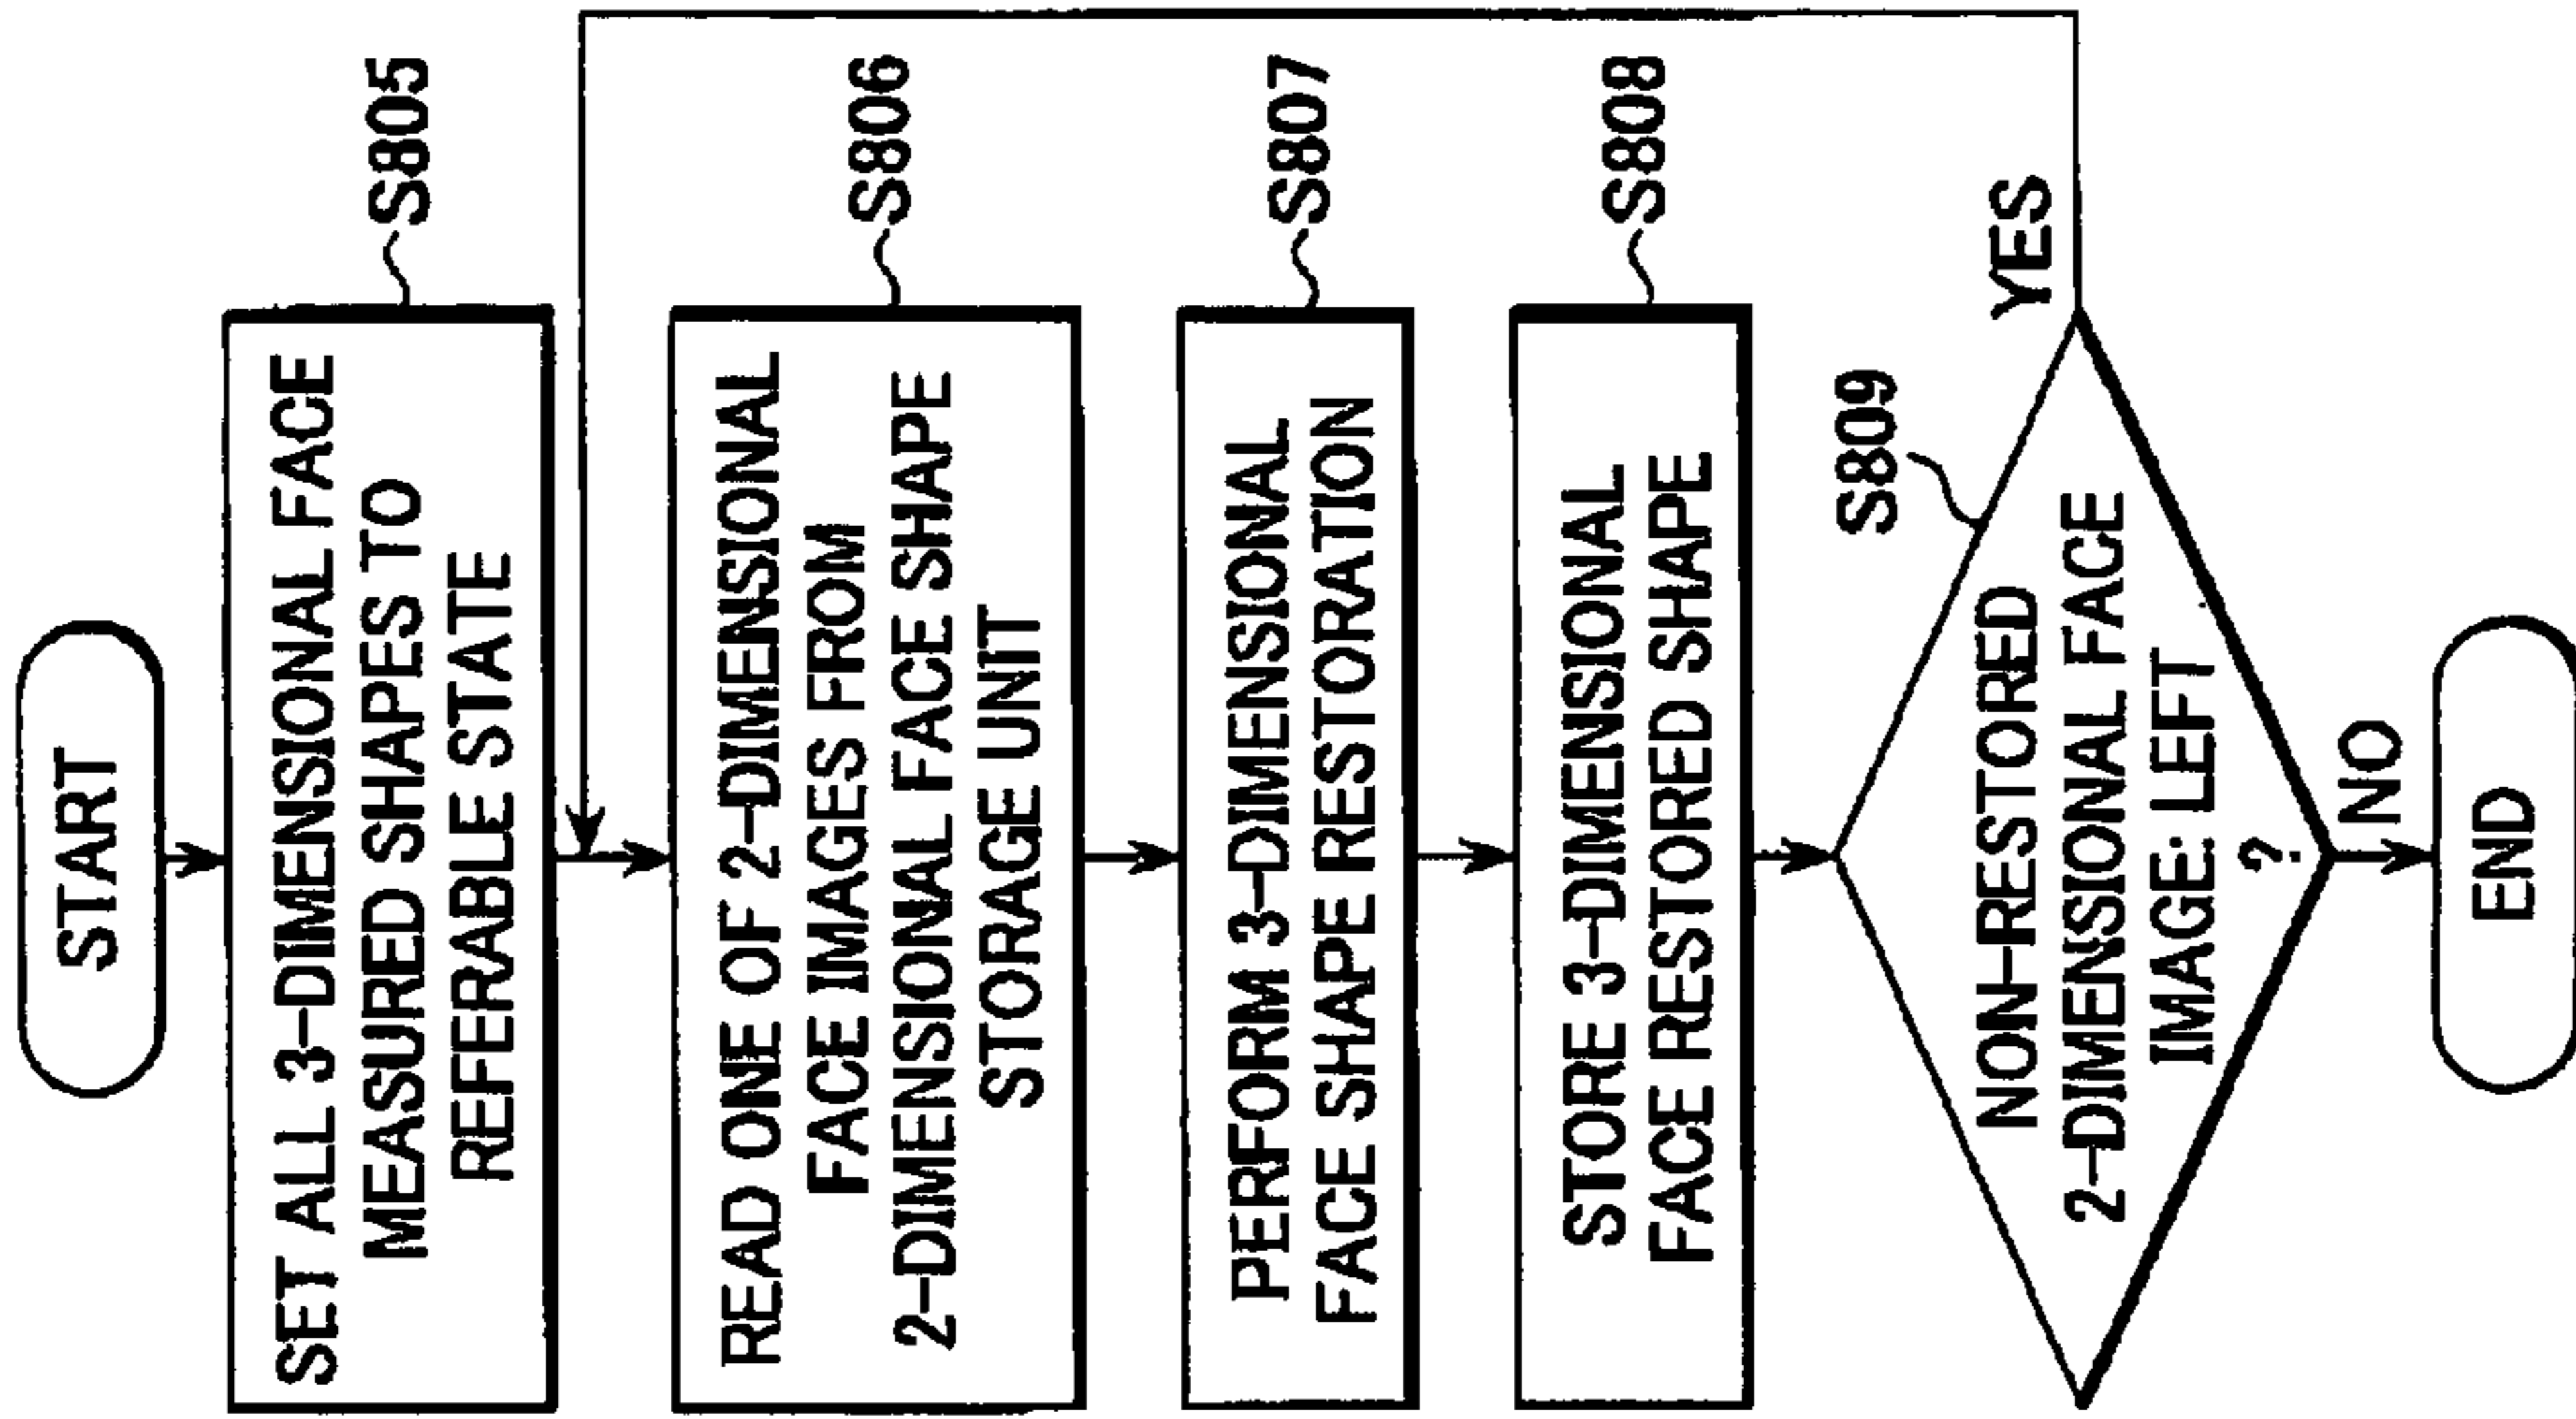 START
SET ALL 3-DIMENSIONAL FACE
MEASURED SHAPES TO
REFERABLE STATE
S805
READ ONE OF 2-DIMENSIONAL
FACE IMAGES FROM
2-DIMENSIONAL FACE SHAPE
STORAGE UNIT
S806
PERFORM 3-DIMENSIONAL
FACE SHAPE RESTORATION
S807
STORE 3-DIMENSIONAL
FACE RESTORED SHAPE
S808
S809
NON-RESTORED
2-DIMENSIONAL FACE
IMAGE: LEFT
?
YES
NO
END